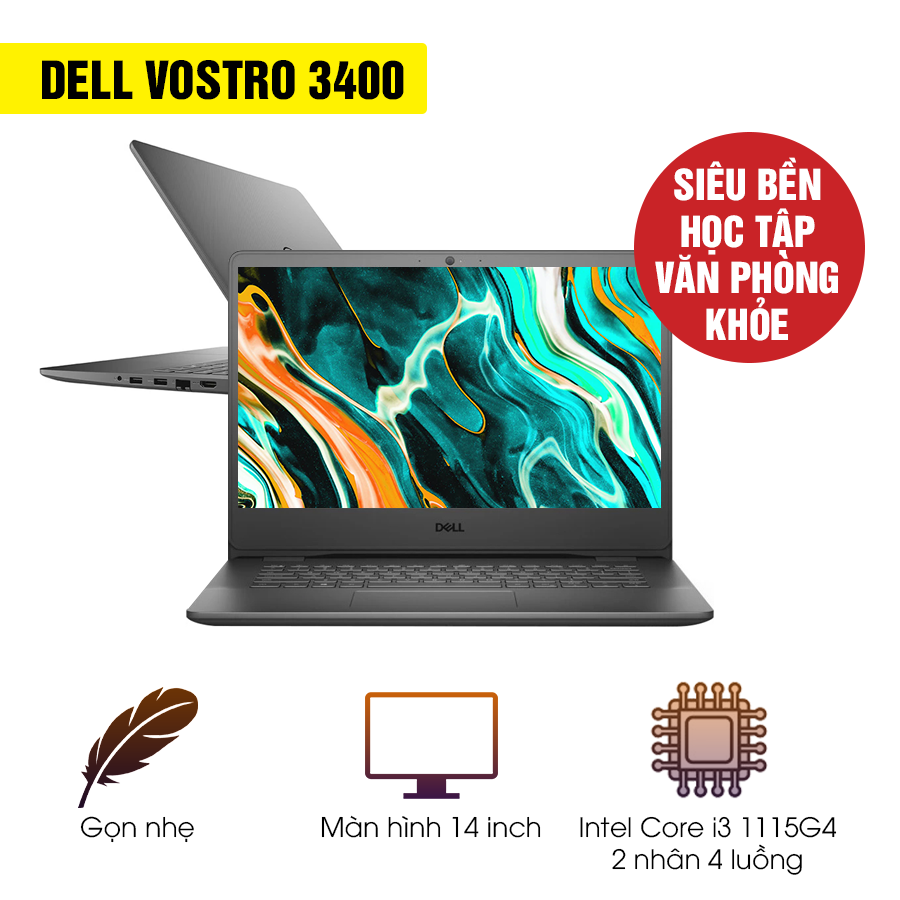 DELL VOSTRO 3400
SIÊU BỀN
HỌC TẬP
VĂN PHÒNG
KHỎE
DELL
Gọn nhẹ
Màn hình 14 inch
Intel Core i3 1115G4
2 nhân 4 luồng